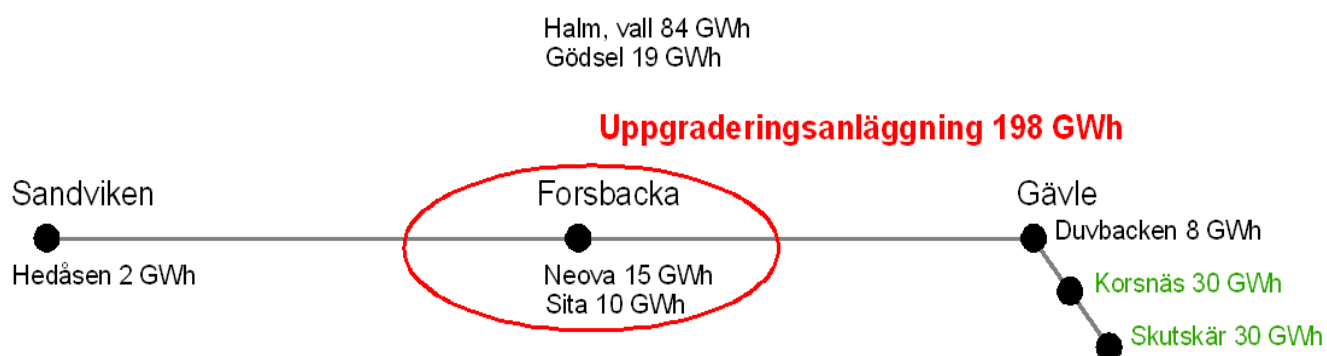 Halm, vall 84 GWh
Gödsel 19 GWh
Uppgraderingsanläggning 198 GWh
Sandviken
Forsbacka
Gävle
Duvbacken 8 GWh
Hedåsen 2 GWh
Neova 15 GWh
Sita 10 GWh
Korsnäs 30 GWh
Skutskär 30 GWh